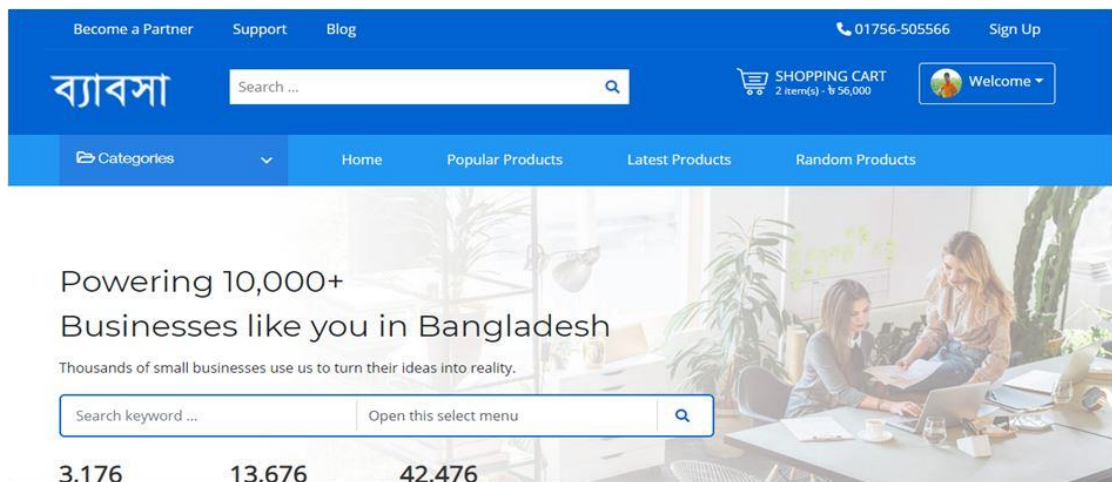 Become a Partner Support Blog 01756-505566 Sign Up
ব্যাবসা Search ... SHOPPING CART Welcome
2 item(s) - ৳ 56,000
Categories Home Popular Products Latest Products Random Products
Powering 10,000+
Businesses like you in Bangladesh
Thousands of small businesses use us to turn their ideas into reality.
Search keyword ... Open this select menu
3,176 13,676 42,476